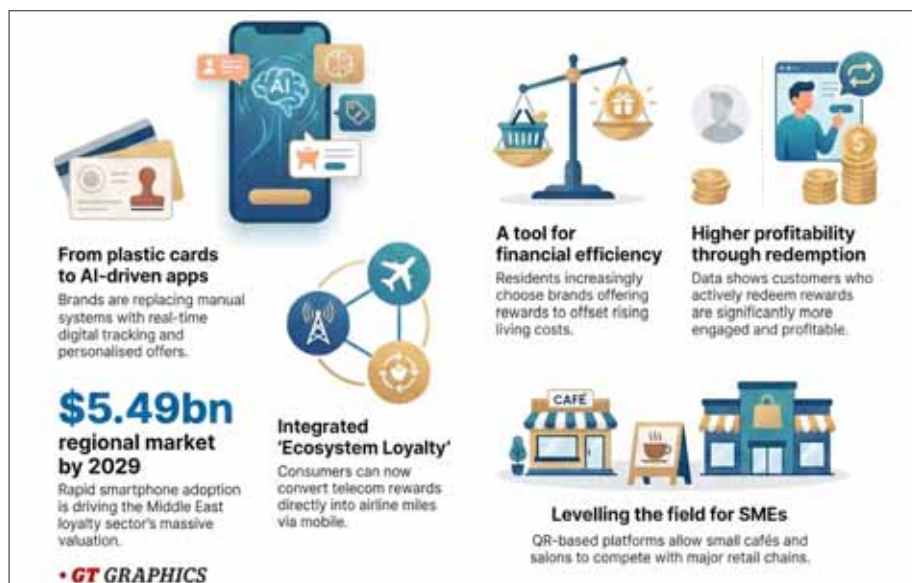 AI
From plastic cards
to AI-driven apps
Brands are replacing manual
systems with real-time
digital tracking and
personalised offers.
$5.49bn
regional market
by 2029
Rapid smartphone adoption
is driving the Middle East
loyalty sector's massive
valuation.
Integrated
'Ecosystem Loyalty'
Consumers can now
convert telecom rewards
directly into airline miles
via mobile.
A tool for
financial efficiency
Residents increasingly
choose brands offering
rewards to offset rising
living costs.
Higher profitability
through redemption
Data shows customers who
actively redeem rewards
are significantly more
engaged and profitable.
CAFÉ
Levelling the field for SMEs
QR-based platforms allow small cafés and
salons to compete with major retail chains.
• GT GRAPHICS